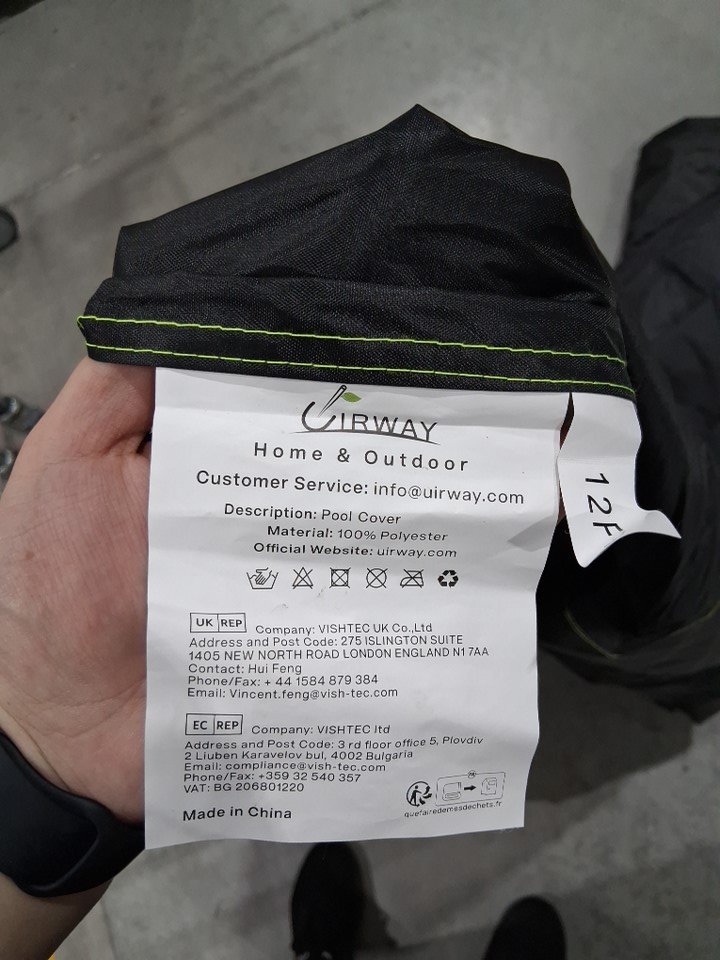 UIRWAY
Home & Outdoor
Customer Service: info@uirway.com
Description: Pool Cover
Material: 100% Polyester
Official Website: uirway.com
UK REP Company: VISHTEC UK Co.,Ltd
Address and Post Code: 275 ISLINGTON SUITE
1405 NEW NORTH ROAD LONDON ENGLAND N1 7AA
Contact: Hui Feng
Phone/Fax: + 44 1584 879 384
Email: Vincent.feng@vish-tec.com
EC REP Company: VISHTEC ltd
Address and Post Code: 3 rd floor office 5, Plovdiv
2 Liuben Karavelov bul, 4002 Bulgaria
Email: compliance@vish-tec.com
Phone/Fax: +359 32 540 357
VAT: BG 206801220
Made in China
quefairedemesdechets.fr
12F